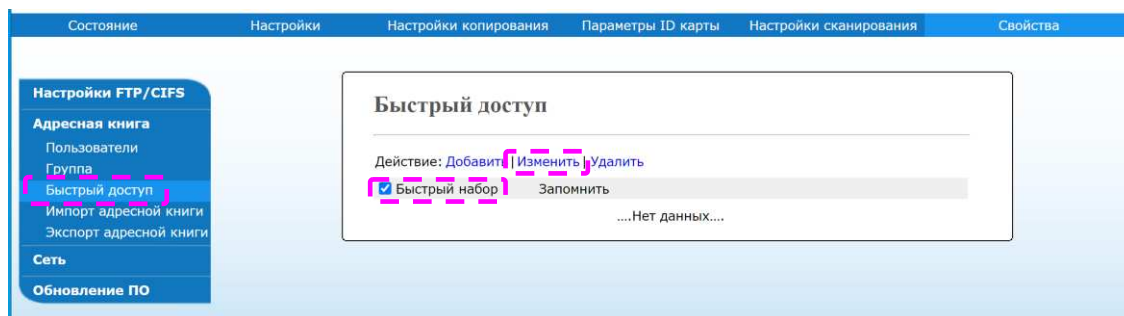 Состояние Настройки Настройки копирования Параметры ID карты Настройки сканирования Свойства
Настройки FTP/CIFS
Адресная книга
Пользователи
Группа
Быстрый доступ
Импорт адресной книги
Экспорт адресной книги
Сеть
Обновление ПО
Быстрый доступ
Действие: Добавить | Изменить | Удалить
Быстрый набор Запомнить
....Нет данных....